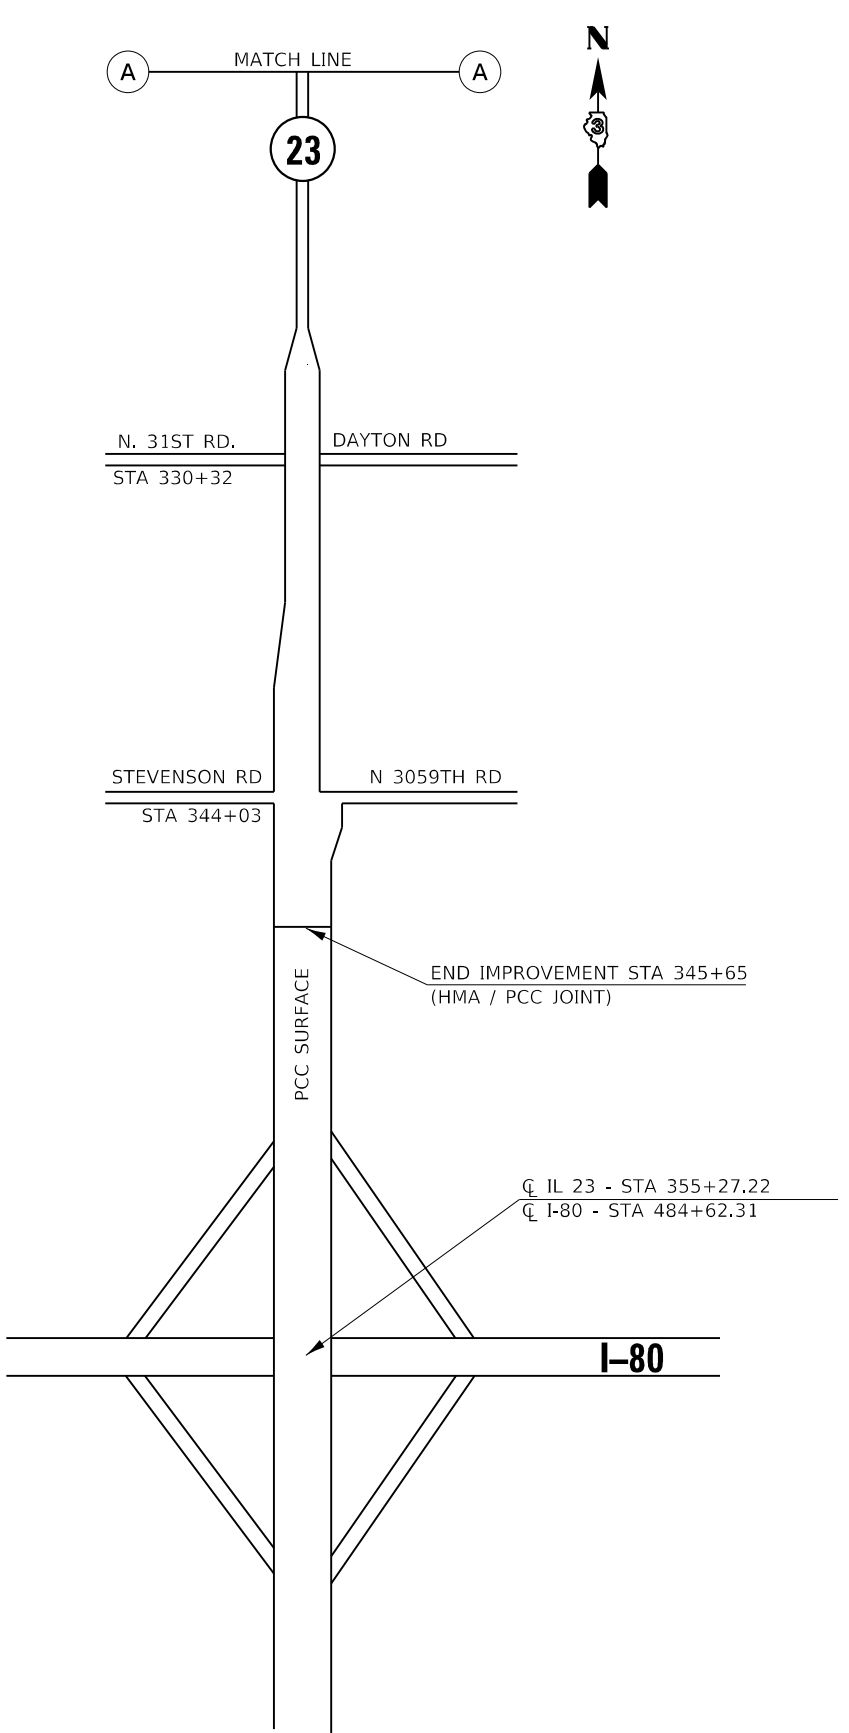 N
MATCH LINE
A
A
3
23
N. 31ST RD.
DAYTON RD
STA 330+32
STEVENSON RD
N 3059TH RD
STA 344+03
END IMPROVEMENT STA 345+65
(HMA / PCC JOINT)
PCC SURFACE
℄ IL 23 - STA 355+27.22
℄ I-80 - STA 484+62.31
I–80